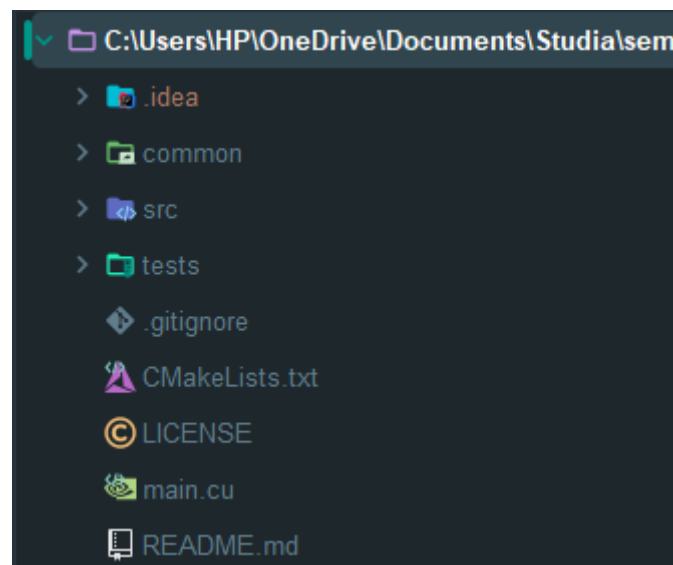 C:\Users\HP\OneDrive\Documents\Studia\sem
.idea
common
src
tests
.gitignore
CMakeLists.txt
LICENSE
main.cu
README.md